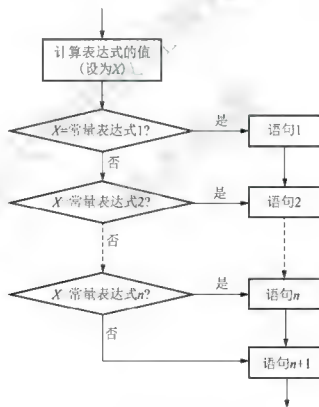 计算表达式的值
(设为X)
X=常量表达式1?
是
语句1
否
X 常量表达式2?
是
语句2
否
X 常量表达式n?
是
语句n
否
语句n+1